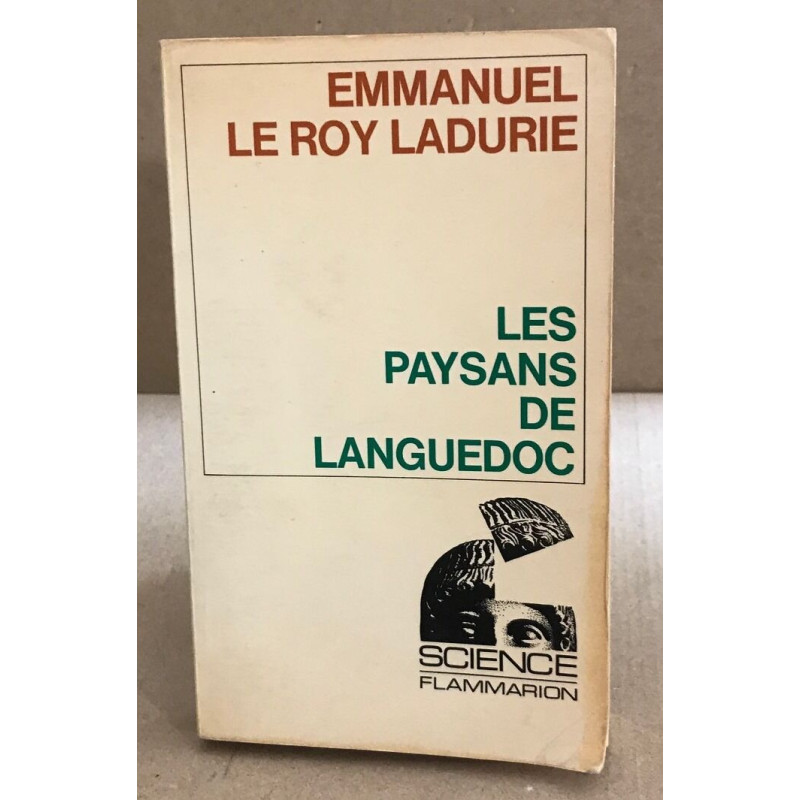 EMMANUEL
LE ROY LADURIE
LES
PAYSANS
DE
LANGUEDOC
SCIENCE
FLAMMARION